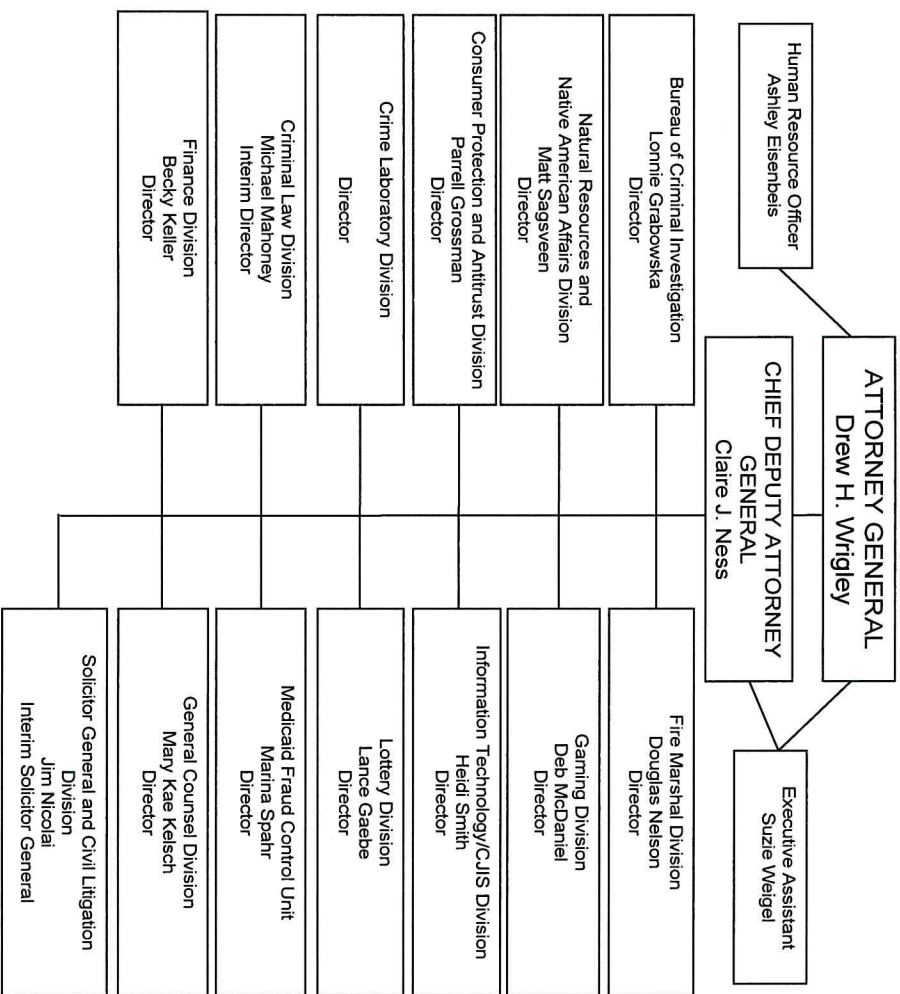 ATTORNEY GENERAL
Drew H. Wrigley
Human Resource Officer
Ashley Eisenbeis
Executive Assistant
Suzie Weigel
CHIEF DEPUTY ATTORNEY
GENERAL
Claire J. Ness
Bureau of Criminal Investigation
Lonnie Grabowska
Director
Natural Resources and
Native American Affairs Division
Matt Sagsveen
Director
Consumer Protection and Antitrust Division
Parrell Grossman
Director
Crime Laboratory Division
Director
Criminal Law Division
Michael Mahoney
Interim Director
Finance Division
Becky Keller
Director
Fire Marshal Division
Douglas Nelson
Director
Gaming Division
Deb McDaniel
Director
Information Technology/CJIS Division
Heidi Smith
Director
Lottery Division
Lance Gaebe
Director
Medicaid Fraud Control Unit
Marina Spahr
Director
General Counsel Division
Mary Kae Kelsch
Director
Solicitor General and Civil Litigation
Division
Jim Nicolai
Interim Solicitor General